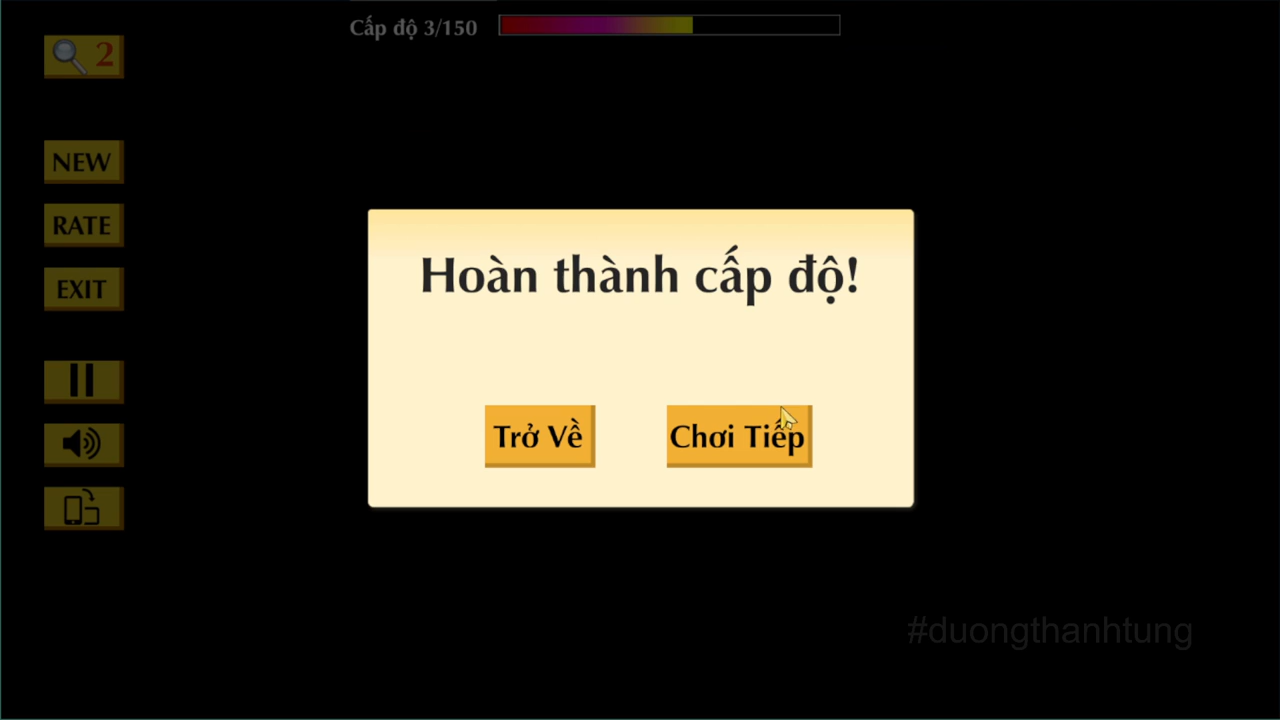 Cấp độ 3/150
2
NEW
RATE
EXIT
Hoàn thành cấp độ!
Trở Về
Chơi Tiếp
#duongthanhtung